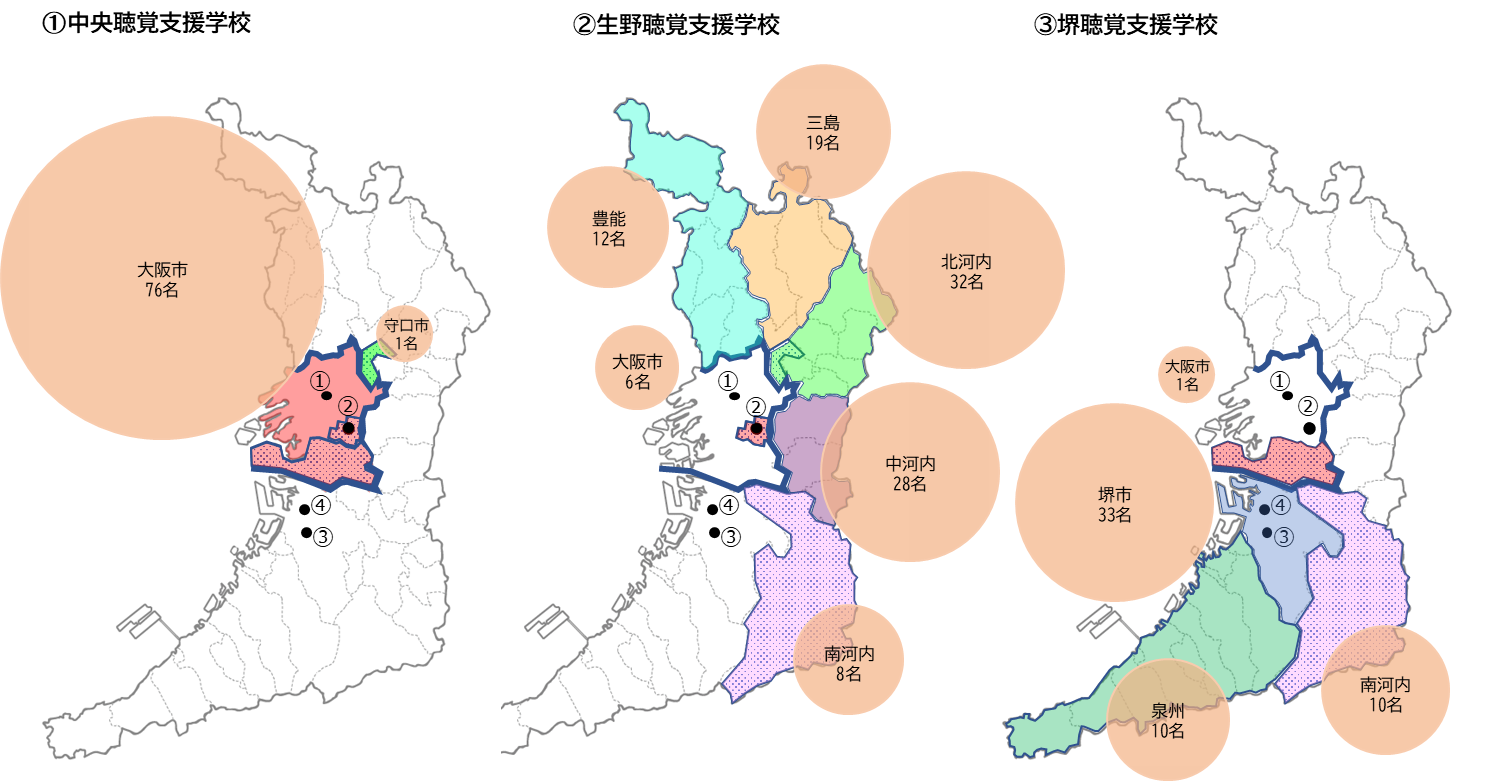 ①中央聴覚支援学校
大阪市
76名
守口市
1名
①
②
④
③
②生野聴覚支援学校
三島
19名
豊能
12名
北河内
32名
大阪市
6名
①
②
中河内
28名
④
③
南河内
8名
③堺聴覚支援学校
大阪市
1名
①
②
堺市
33名
④
③
南河内
10名
泉州
10名